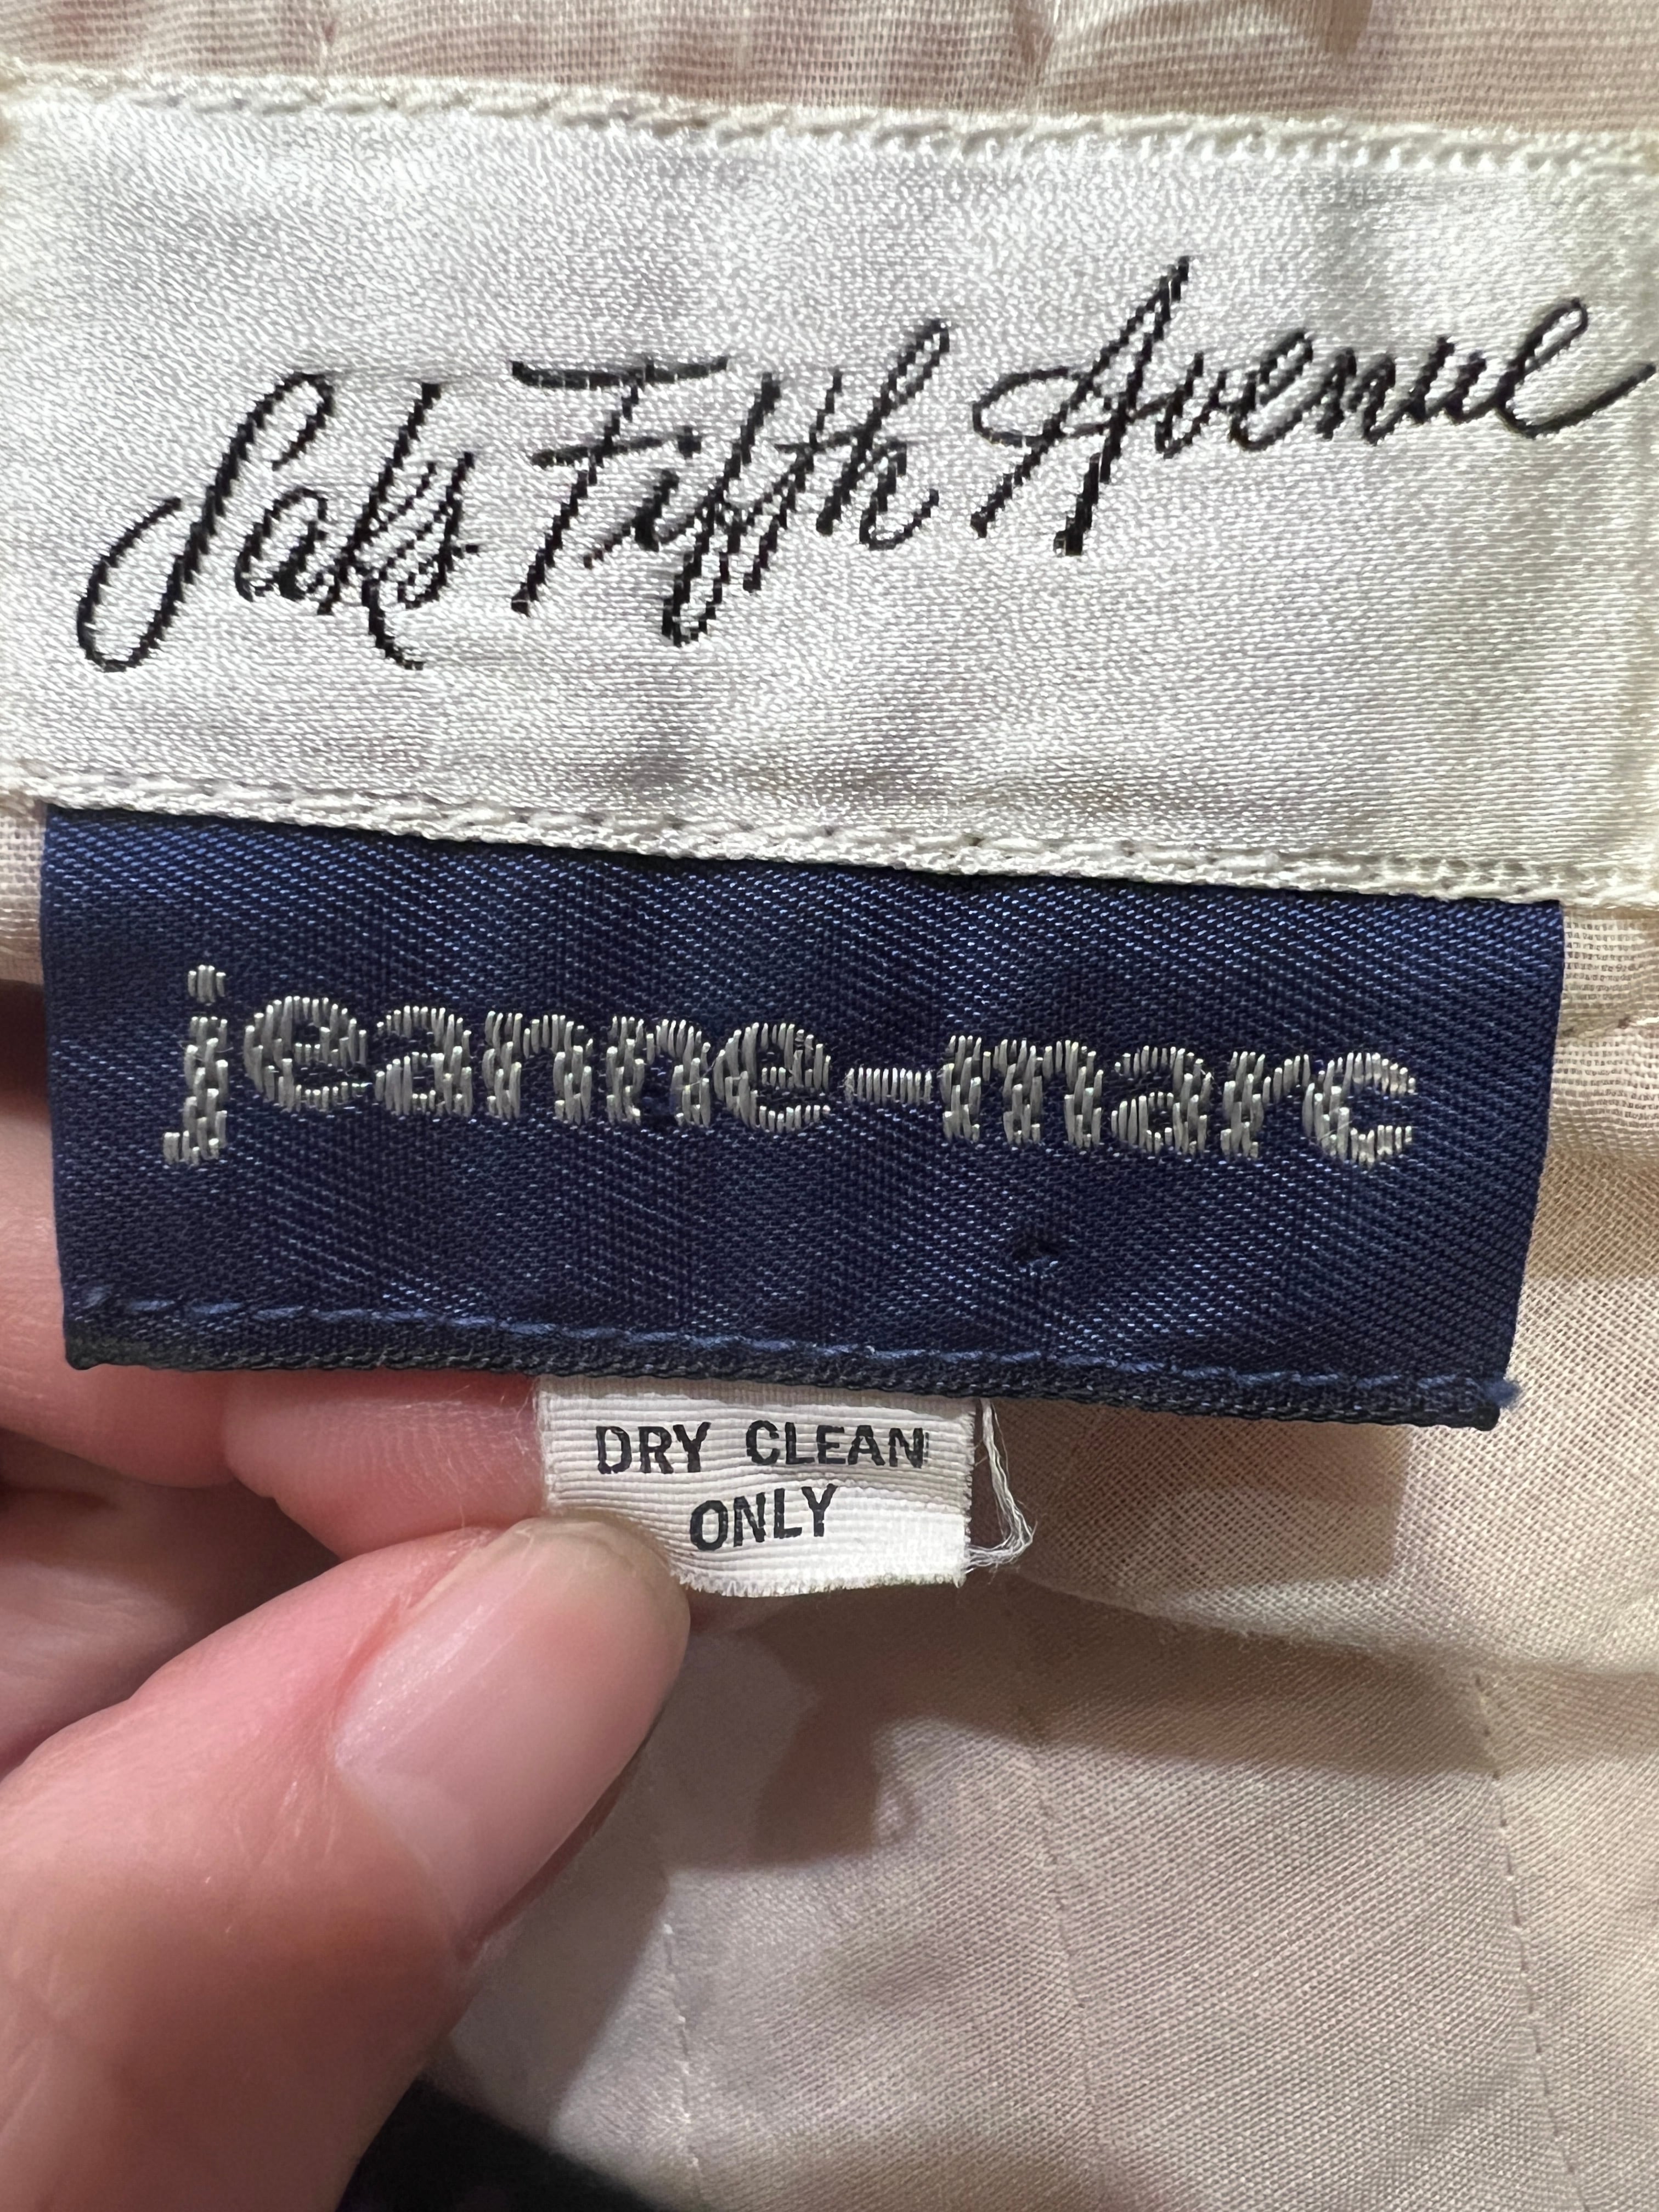 Saks Fifth Avenue
jeanne-marc
DRY CLEAN
ONLY